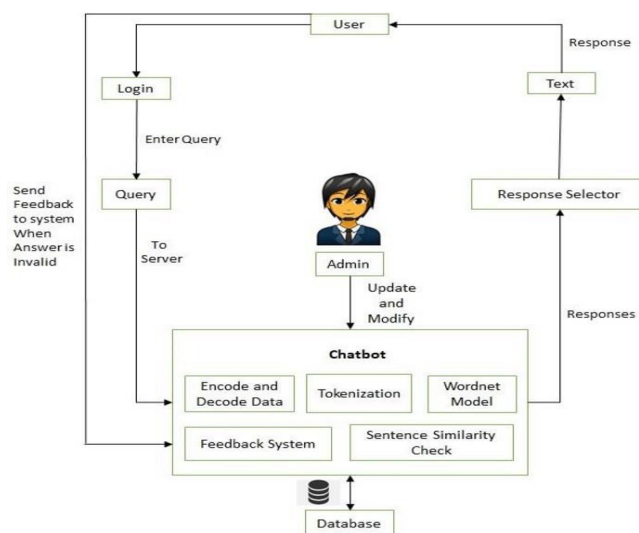 User
Response
Login
Text
Enter Query
Send
Feedback
to system
When
Answer is
Invalid
Query
Response Selector
To
Server
Admin
Update
and
Modify
Responses
Chatbot
Encode and
Decode Data
Tokenization
Wordnet
Model
Feedback System
Sentence Similarity
Check
Database